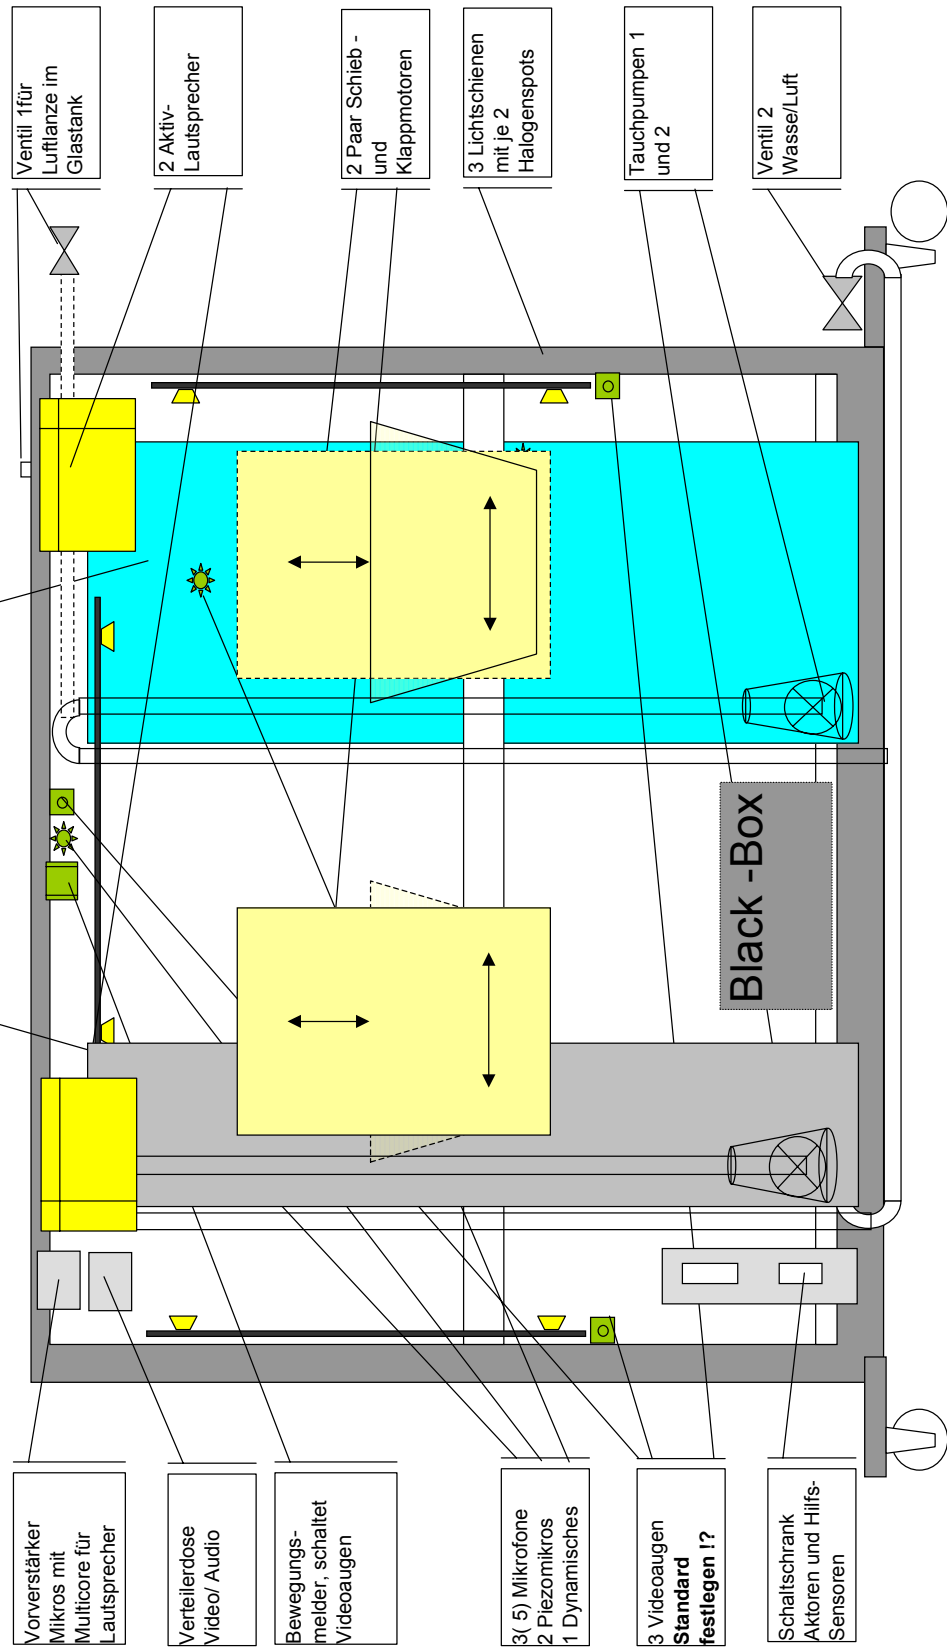 Vorverstärker
Mikros mit
Multicore für
Lautsprecher
Verteilerdose
Video/ Audio
Bewegungs-
melder, schaltet
Videoaugen
3( 5) Mikrofone
2 Piezomikros
1 Dynamisches
3 Videoaugen
Standard
festlegen !?
Schaltschrank
Aktoren und Hilfs-
Sensoren
Black -Box
Ventil 1für
Luftlanze im
Glastank
2 Aktiv-
Lautsprecher
2 Paar Schieb -
und
Klappmotoren
3 Lichtschienen
mit je 2
Halogenspots
Tauchpumpen 1
und 2
Ventil 2
Wasse/Luft